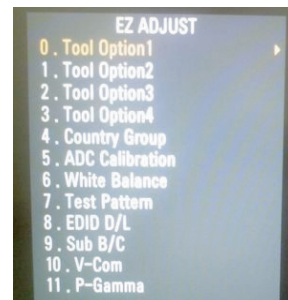 EZ ADJUST
0 . Tool Option1
1 . Tool Option2
2 . Tool Option3
3 . Tool Option4
4 . Country Group
5 . ADC Calibration
6 . White Balance
7 . Test Pattern
8 . EDID D/L
9 . Sub B/C
10 . V-Com
11 . P-Gamma